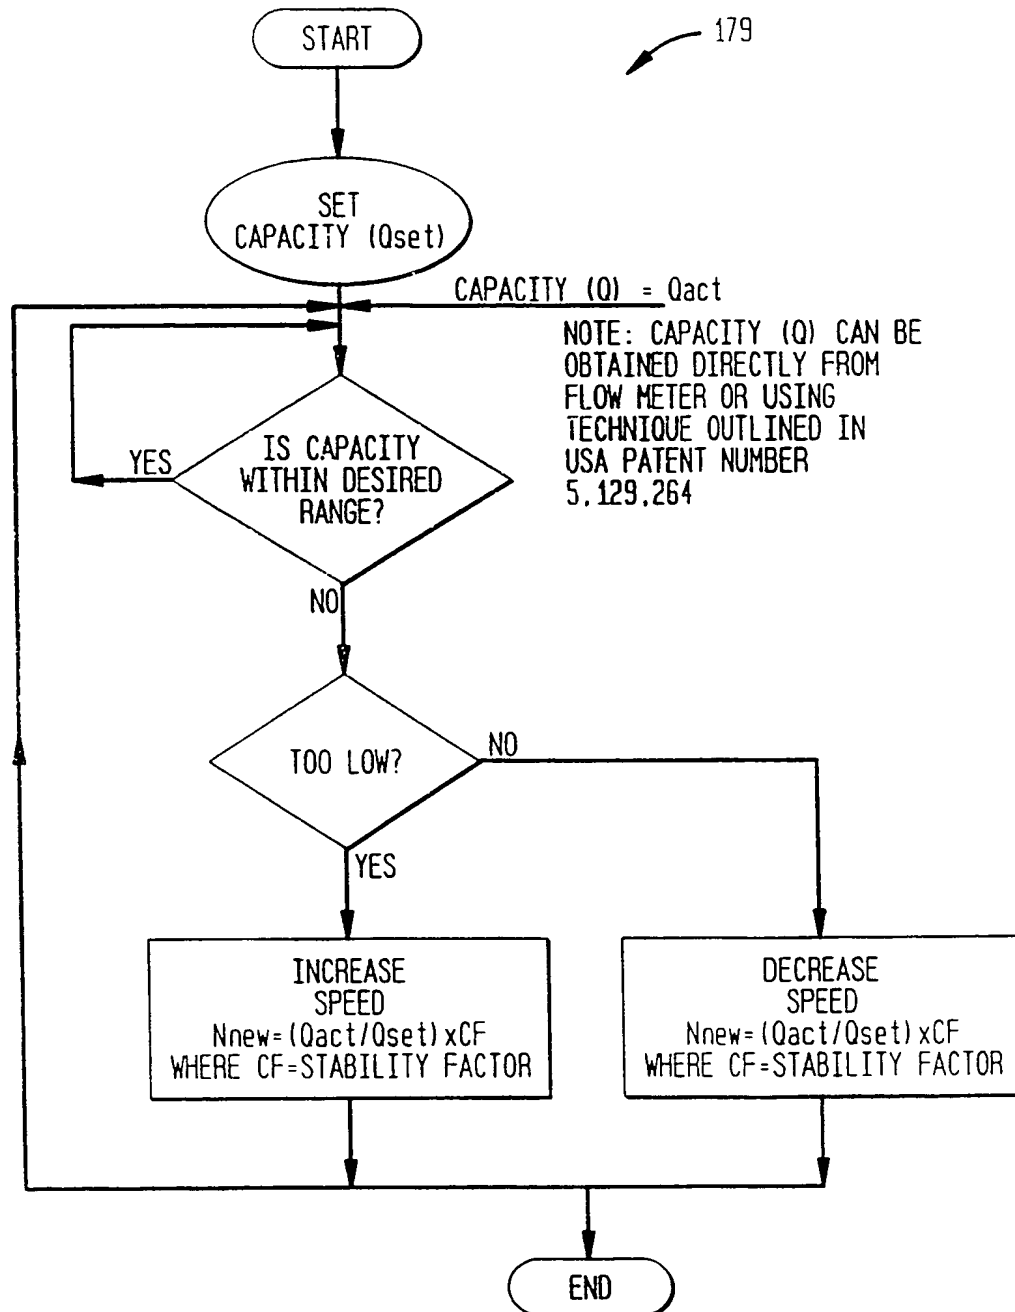 179
START
SET
CAPACITY (Qset)
CAPACITY (Q) = Qact
NOTE: CAPACITY (Q) CAN BE
OBTAINED DIRECTLY FROM
FLOW METER OR USING
TECHNIQUE OUTLINED IN
USA PATENT NUMBER
5,129,264
IS CAPACITY
WITHIN DESIRED
RANGE?
YES
NO
TOO LOW?
NO
YES
INCREASE
SPEED
Nnew=(Qact/Qset)xCF
WHERE CF=STABILITY FACTOR
DECREASE
SPEED
Nnew=(Qact/Qset)xCF
WHERE CF=STABILITY FACTOR
END